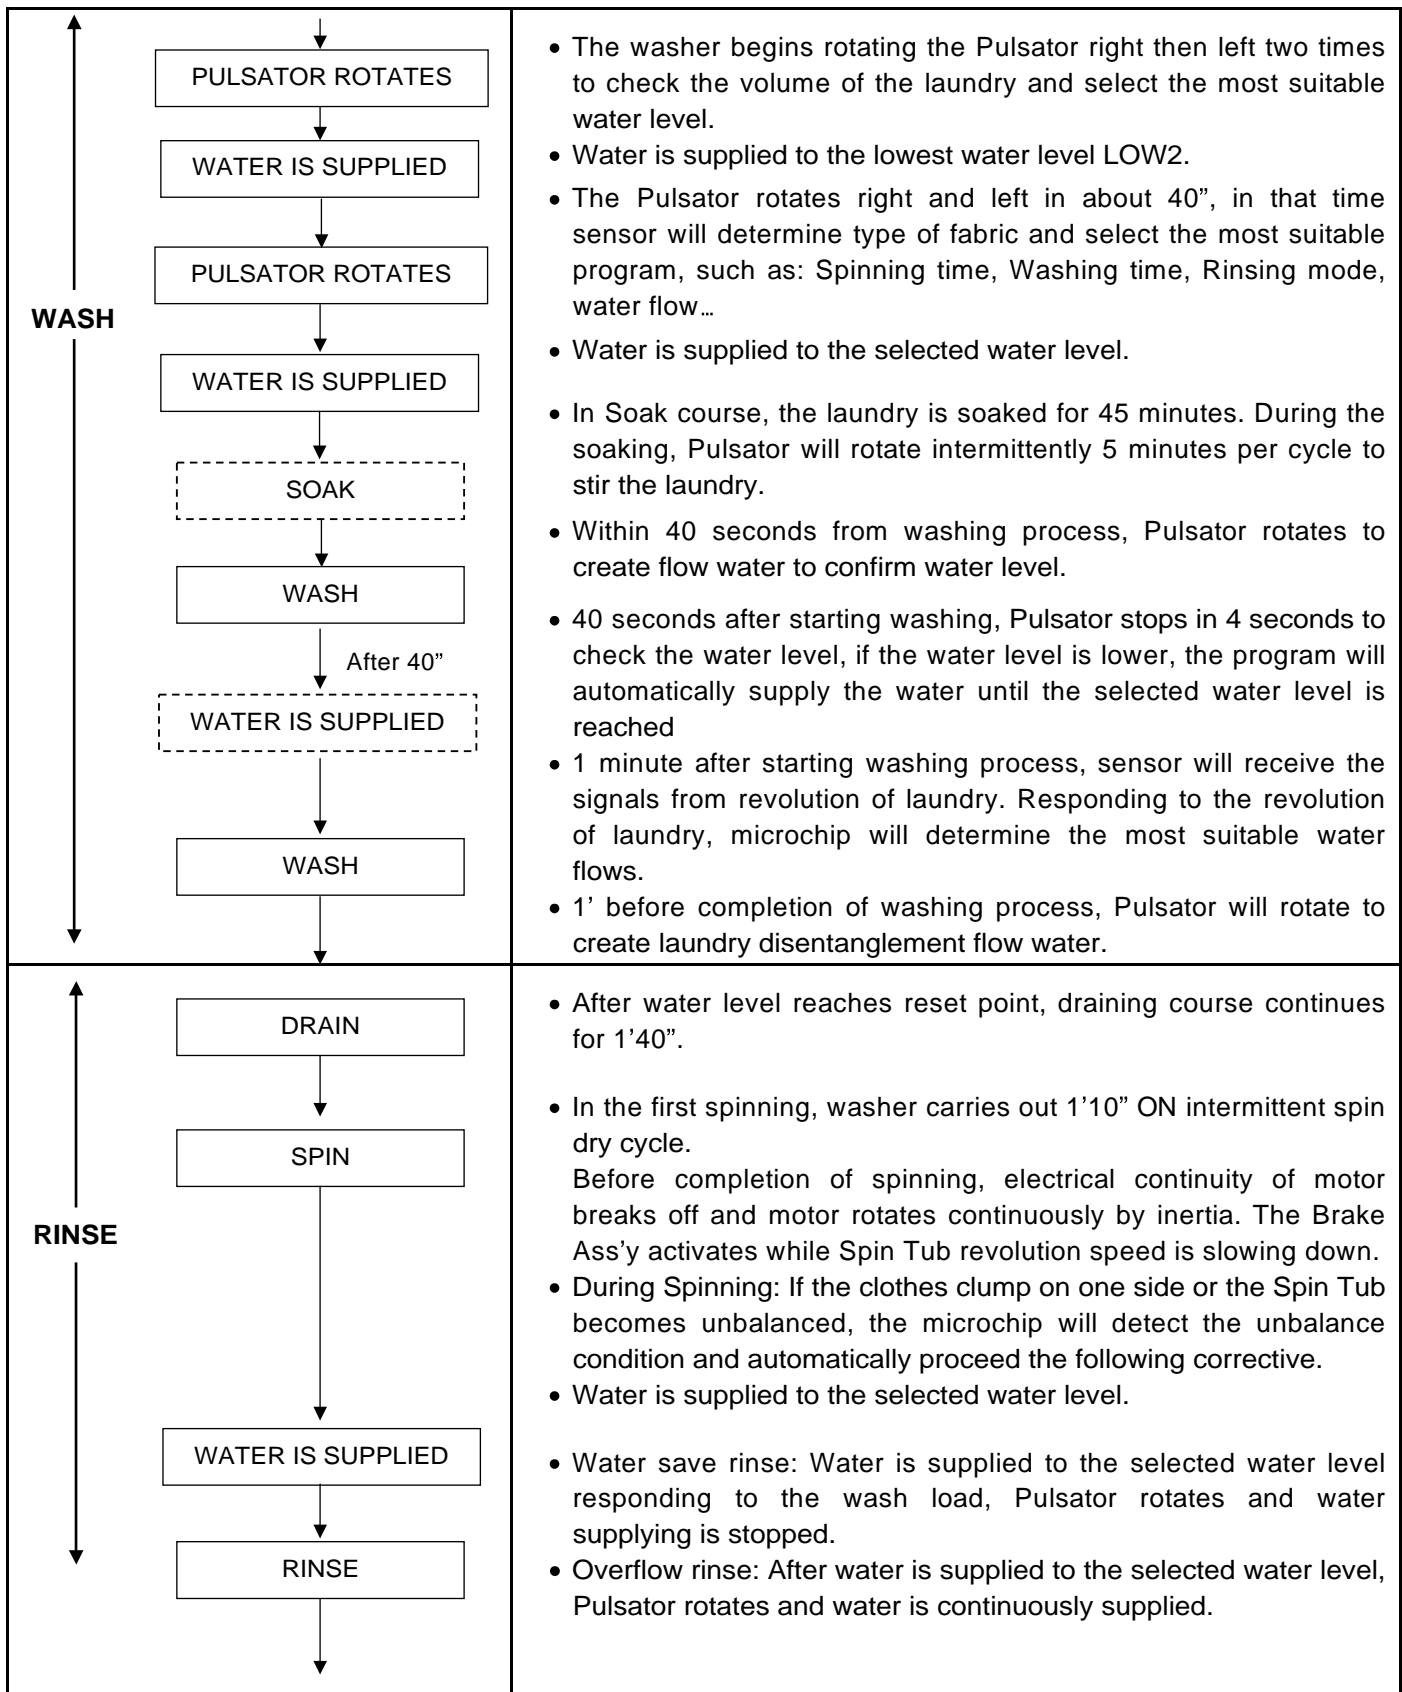 WASH
PULSATOR ROTATES
WATER IS SUPPLIED
PULSATOR ROTATES
WATER IS SUPPLIED
SOAK
WASH
After 40”
WATER IS SUPPLIED
WASH
• The washer begins rotating the Pulsator right then left two times
to check the volume of the laundry and select the most suitable
water level.
• Water is supplied to the lowest water level LOW2.
• The Pulsator rotates right and left in about 40”, in that time
sensor will determine type of fabric and select the most suitable
program, such as: Spinning time, Washing time, Rinsing mode,
water flow…
• Water is supplied to the selected water level.
• In Soak course, the laundry is soaked for 45 minutes. During the
soaking, Pulsator will rotate intermittently 5 minutes per cycle to
stir the laundry.
• Within 40 seconds from washing process, Pulsator rotates to
create flow water to confirm water level.
• 40 seconds after starting washing, Pulsator stops in 4 seconds to
check the water level, if the water level is lower, the program will
automatically supply the water until the selected water level is
reached
• 1 minute after starting washing process, sensor will receive the
signals from revolution of laundry. Responding to the revolution
of laundry, microchip will determine the most suitable water
flows.
• 1’ before completion of washing process, Pulsator will rotate to
create laundry disentanglement flow water.
RINSE
DRAIN
SPIN
WATER IS SUPPLIED
RINSE
• After water level reaches reset point, draining course continues
for 1’40”.
• In the first spinning, washer carries out 1’10” ON intermittent spin
dry cycle.
Before completion of spinning, electrical continuity of motor
breaks off and motor rotates continuously by inertia. The Brake
Ass’y activates while Spin Tub revolution speed is slowing down.
• During Spinning: If the clothes clump on one side or the Spin Tub
becomes unbalanced, the microchip will detect the unbalance
condition and automatically proceed the following corrective.
• Water is supplied to the selected water level.
• Water save rinse: Water is supplied to the selected water level
responding to the wash load, Pulsator rotates and water
supplying is stopped.
• Overflow rinse: After water is supplied to the selected water level,
Pulsator rotates and water is continuously supplied.